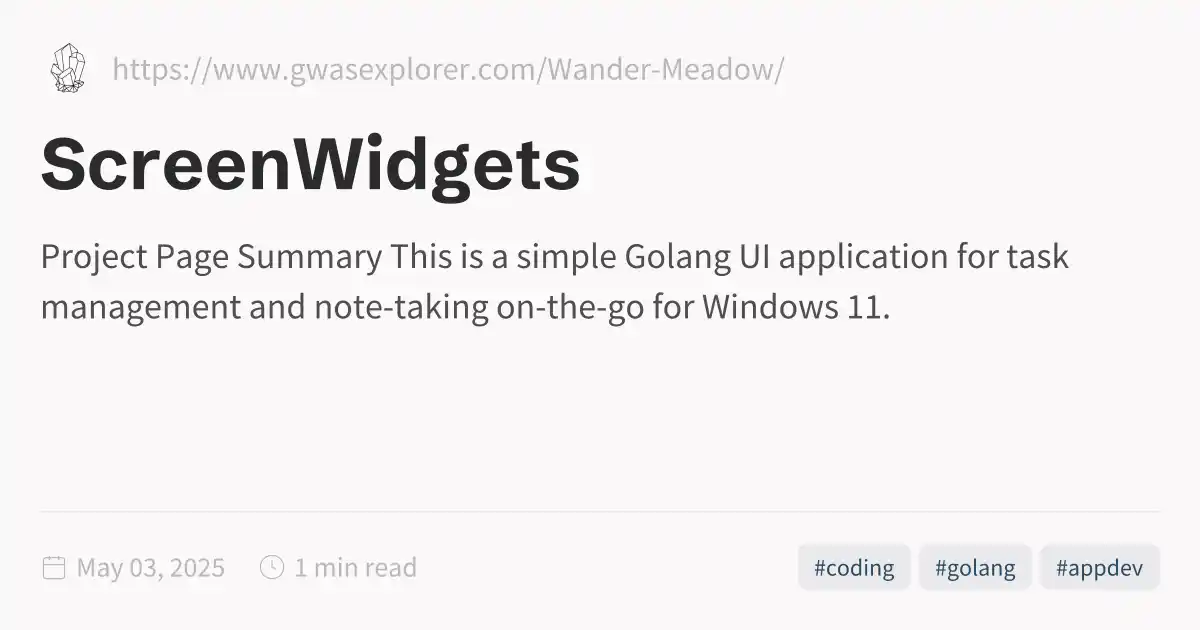 https://www.gwasexplorer.com/Wander-Meadow/
ScreenWidgets
Project Page Summary This is a simple Golang UI application for task
management and note-taking on-the-go for Windows 11.
May 03, 2025 1 min read #coding #golang #appdev